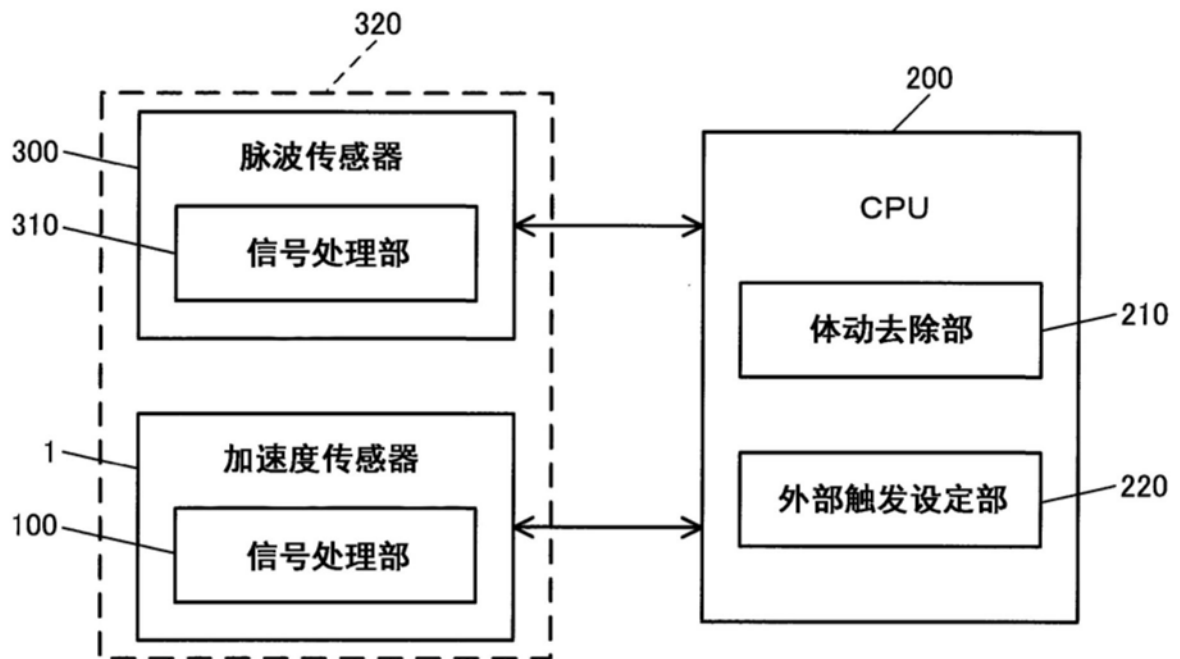 320
200
300
脉波传感器
CPU
310
信号处理部
体动去除部
210
1
加速度传感器
外部触发设定部
220
100
信号处理部